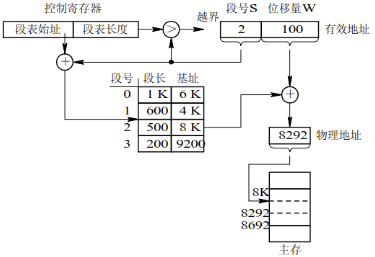 控制寄存器
段表始址 段表长度
>
越界
段号S 位移量W
2 100
有效地址
+
段号 段长 基址
0 1 K 6 K
1 600 4 K
2 500 8 K
3 200 9200
+
8292 物理地址
8K
8292
8692
主存